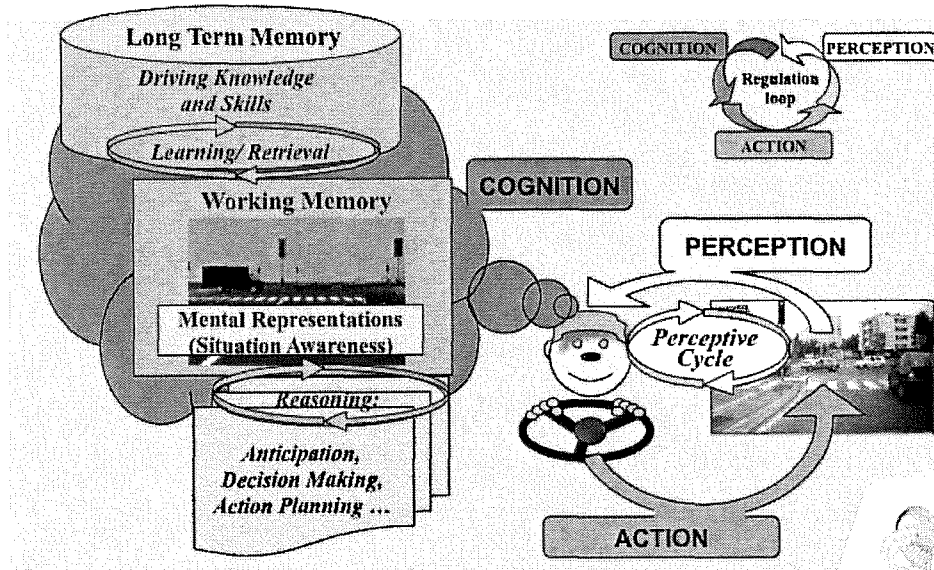 Long Term Memory
Driving Knowledge
and Skills
Learning/ Retrieval
Working Memory
Mental Representations
(Situation Awareness)
Reasoning:
Anticipation,
Decision Making,
Action Planning ...
COGNITION
PERCEPTION
Perceptive
Cycle
ACTION
COGNITION
PERCEPTION
Regulation
loop
ACTION